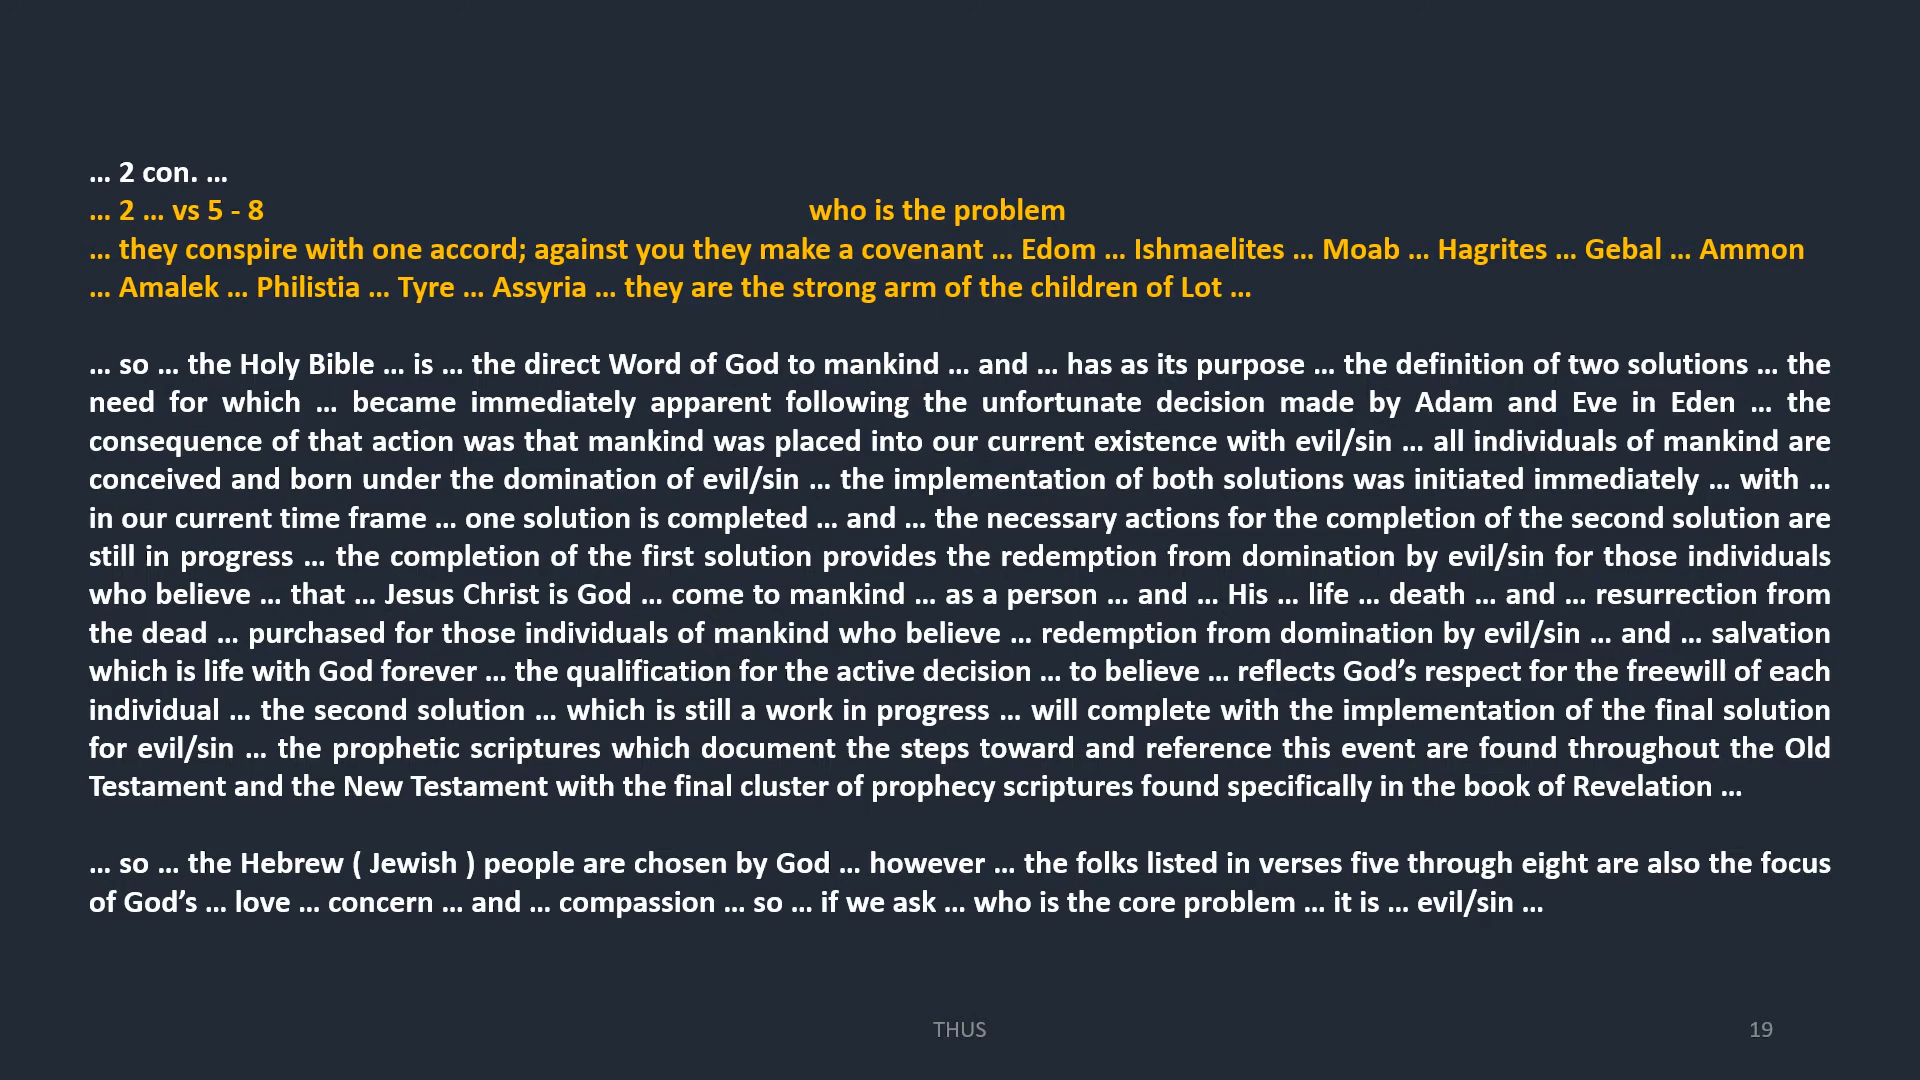 ... 2 con. ...
... 2 ... vs 5 - 8 who is the problem
... they conspire with one accord; against you they make a covenant ... Edom ... Ishmaelites ... Moab ... Hagrites ... Gebal ... Ammon
... Amalek ... Philistia ... Tyre ... Assyria ... they are the strong arm of the children of Lot ...
... so ... the Holy Bible ... is ... the direct Word of God to mankind ... and ... has as its purpose ... the definition of two solutions ... the
need for which ... became immediately apparent following the unfortunate decision made by Adam and Eve in Eden ... the
consequence of that action was that mankind was placed into our current existence with evil/sin ... all individuals of mankind are
conceived and born under the domination of evil/sin ... the implementation of both solutions was initiated immediately ... with ...
in our current time frame ... one solution is completed ... and ... the necessary actions for the completion of the second solution are
still in progress ... the completion of the first solution provides the redemption from domination by evil/sin for those individuals
who believe ... that ... Jesus Christ is God ... come to mankind ... as a person ... and ... His ... life ... death ... and ... resurrection from
the dead ... purchased for those individuals of mankind who believe ... redemption from domination by evil/sin ... and ... salvation
which is life with God forever ... the qualification for the active decision ... to believe ... reflects God's respect for the freewill of each
individual ... the second solution ... which is still a work in progress ... will complete with the implementation of the final solution
for evil/sin ... the prophetic scriptures which document the steps toward and reference this event are found throughout the Old
Testament and the New Testament with the final cluster of prophecy scriptures found specifically in the book of Revelation ...
... so ... the Hebrew ( Jewish ) people are chosen by God ... however ... the folks listed in verses five through eight are also the focus
of God's ... love ... concern ... and ... compassion ... so ... if we ask ... who is the core problem ... it is ... evil/sin ...
THUS
19